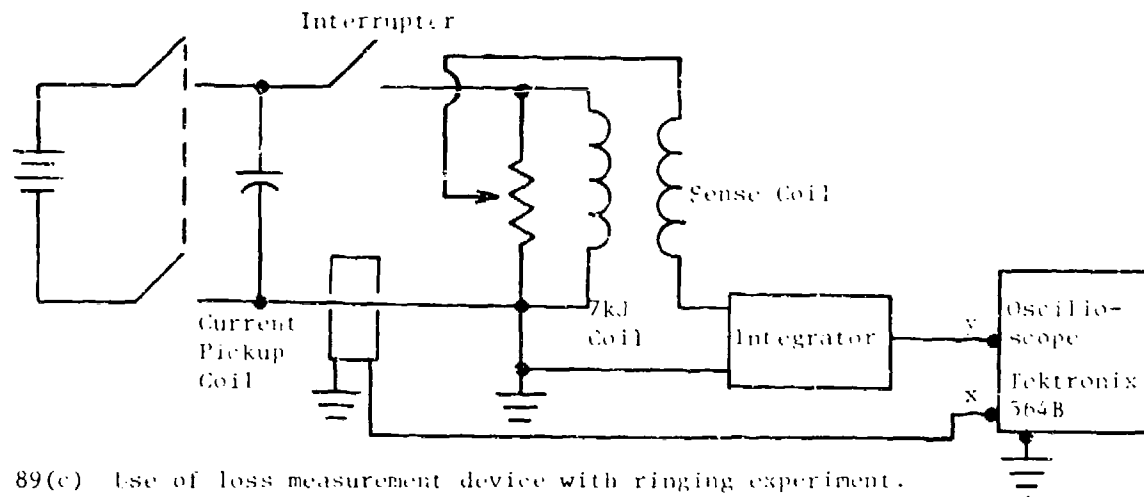 Interrupter
Sense Coil
Current
Pickup
Coil
7kJ
Coil
Integrator
y
x
Oscillo-
scope
Tektronix
564B
89(c) Use of loss measurement device with ringing experiment.